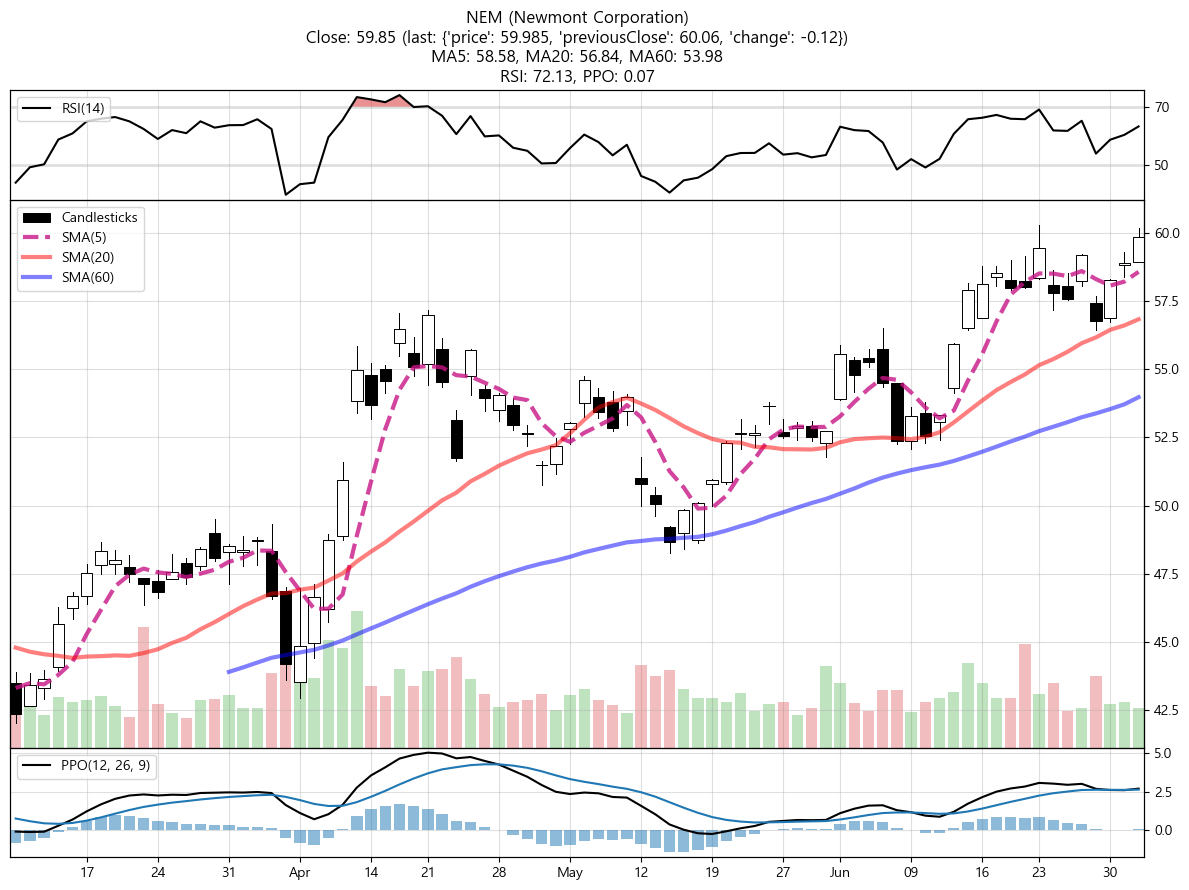 NEM (Newmont Corporation)
Close: 59.85 (last: {'price': 59.985, 'previousClose': 60.06, 'change': -0.12})
MA5: 58.58, MA20: 56.84, MA60: 53.98
RSI: 72.13, PPO: 0.07
RSI(14)
70
50
Candlesticks
SMA(5)
SMA(20)
SMA(60)
60.0
57.5
55.0
52.5
50.0
47.5
45.0
42.5
PPO(12, 26, 9)
5.0
2.5
0.0
17 24 31 Apr 14 21 28 May 12 19 27 Jun 09 16 23 30